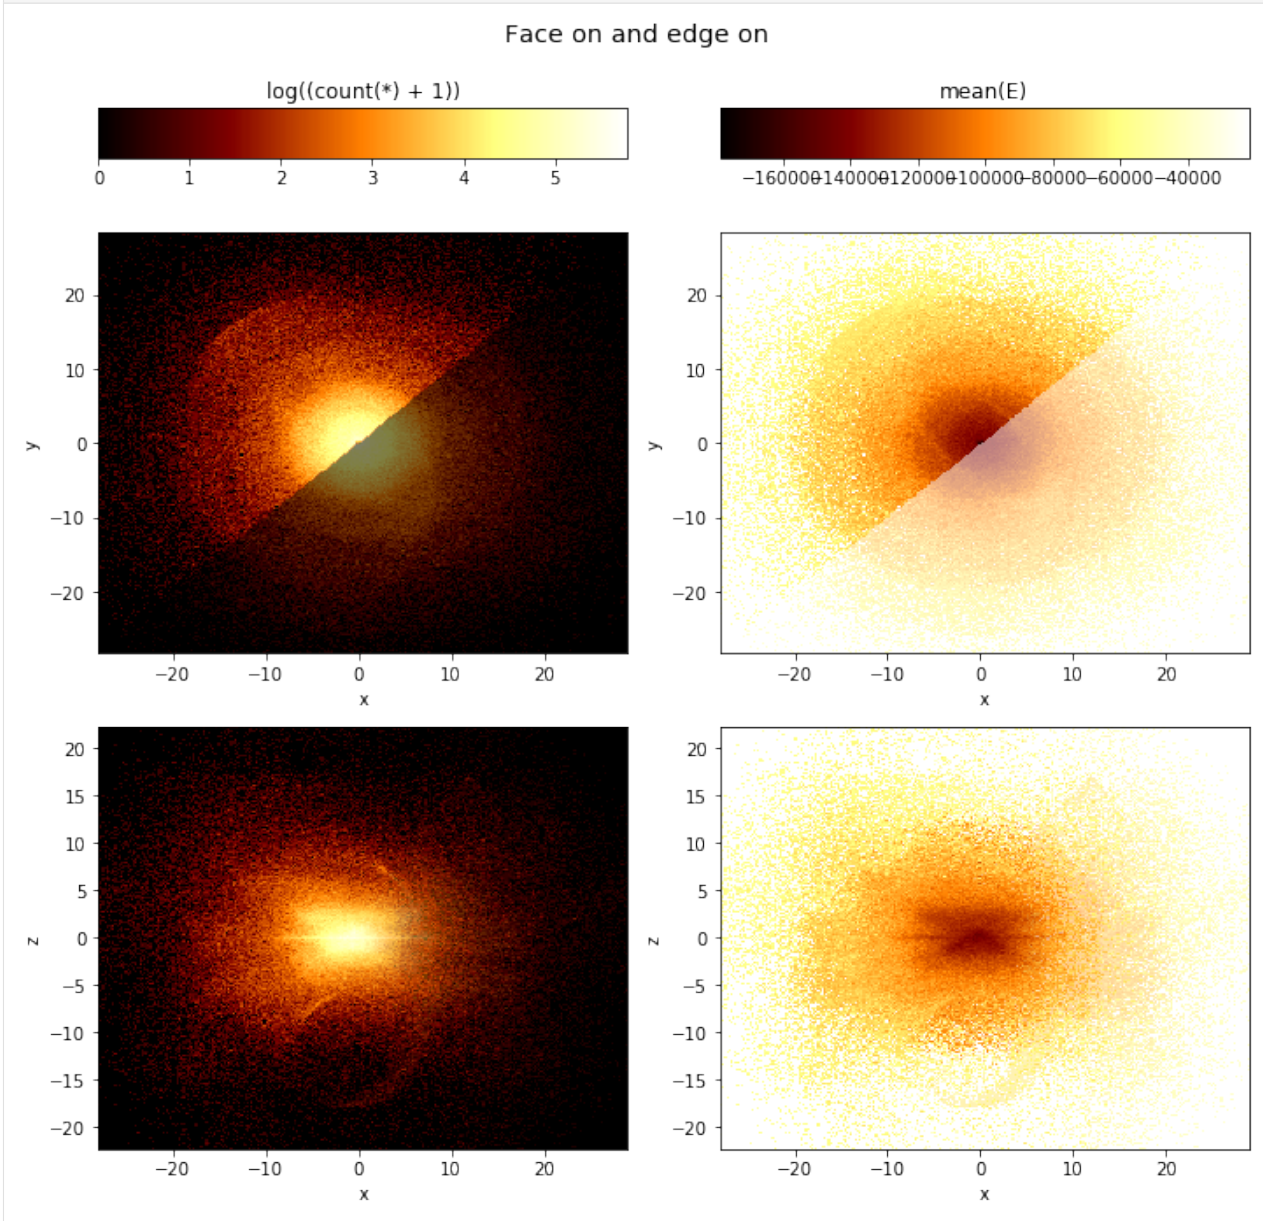 Face on and edge on
log((count(*) + 1))
mean(E)
0 1 2 3 4 5
−160000 −140000 −120000 −100000 −80000 −60000 −40000
20
10
0
−10
−20
y
−20 −10 0 10 20
x
20
10
0
−10
−20
y
−20 −10 0 10 20
x
20
15
10
5
0
−5
−10
−15
−20
z
−20 −10 0 10 20
x
20
15
10
5
0
−5
−10
−15
−20
z
−20 −10 0 10 20
x